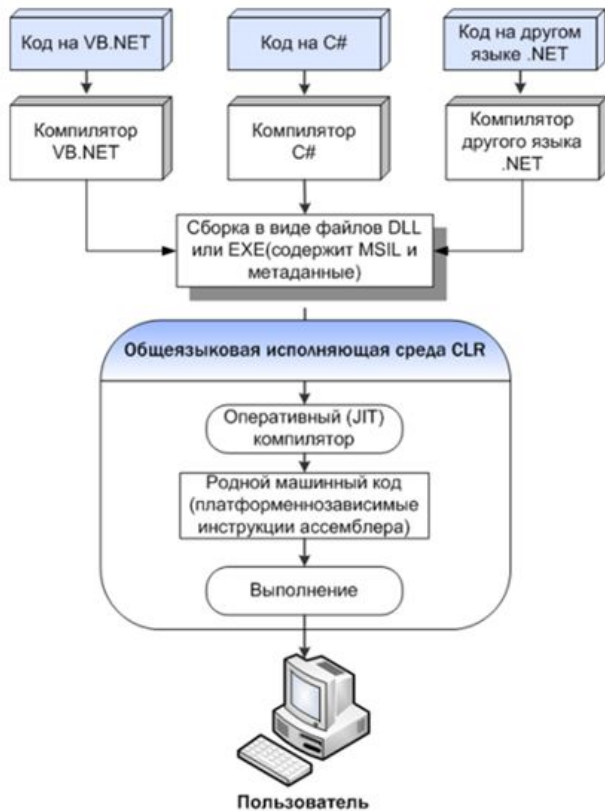 Код на VB.NET
Код на C#
Код на другом
языке .NET
Компилятор
VB.NET
Компилятор
C#
Компилятор
другого языка
.NET
Сборка в виде файлов DLL
или EXE(содержит MSIL и
метаданные)
Общеязыковая исполняющая среда CLR
Оперативный (JIT)
компилятор
Родной машинный код
(платформеннозависимые
инструкции ассемблера)
Выполнение
Пользователь